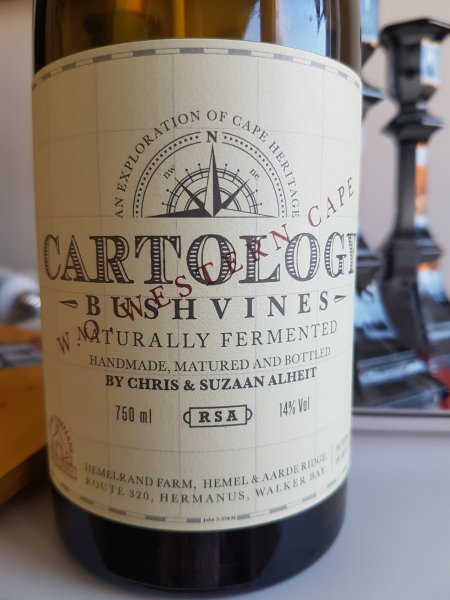 AN EXPLORATION OF CAPE HERITAGE
N
NW NE
CARTOLOGY
W.O. WESTERN CAPE
BUSHVINES
NATURALLY FERMENTED
HANDMADE, MATURED AND BOTTLED
BY CHRIS & SUZAAN ALHEIT
750 ml RSA 14% Vol
HEMELRAND FARM, HEMEL & AARDE RIDGE,
ROUTE 320, HERMANUS, WALKER BAY